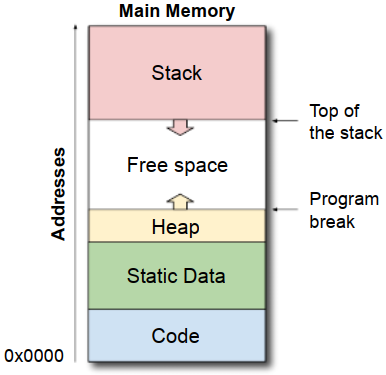 Main Memory
Stack
Top of
the stack
Free space
Addresses
Program
break
Heap
Static Data
Code
0x0000